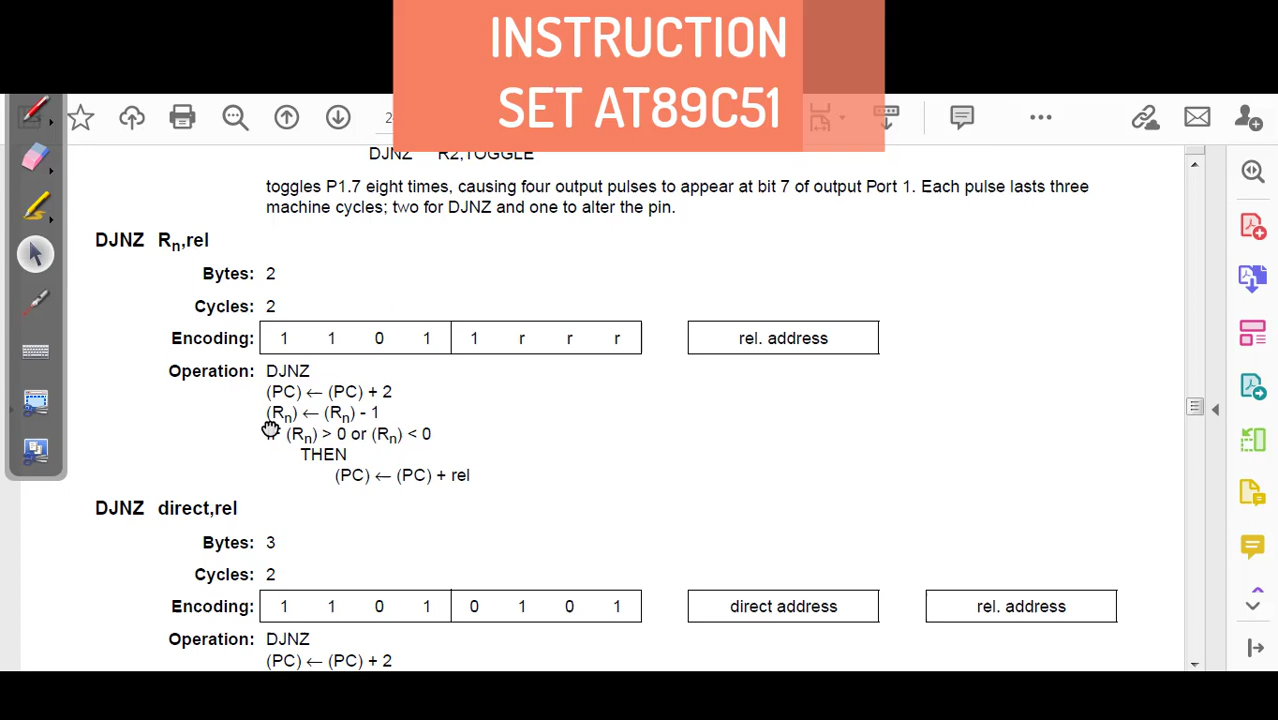 INSTRUCTION
SET AT89C51
2
DJNZ R2,TOGGLE
toggles P1.7 eight times, causing four output pulses to appear at bit 7 of output Port 1. Each pulse lasts three
machine cycles; two for DJNZ and one to alter the pin.
DJNZ Rn,rel
Bytes: 2
Cycles: 2
Encoding: 1 1 0 1 1 r r r rel. address
Operation: DJNZ
(PC) ← (PC) + 2
(Rn) ← (Rn) - 1
(Rn) > 0 or (Rn) < 0
THEN
(PC) ← (PC) + rel
DJNZ direct,rel
Bytes: 3
Cycles: 2
Encoding: 1 1 0 1 0 1 0 1 direct address rel. address
Operation: DJNZ
(PC) ← (PC) + 2